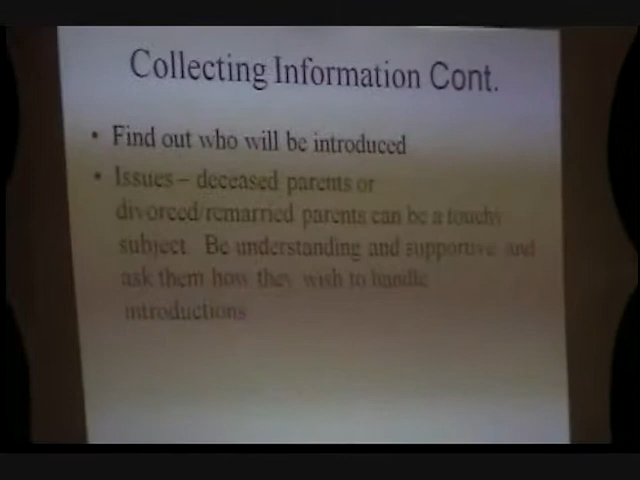 Collecting Information Cont.
• Find out who will be introduced
• Issues – deceased parents or
divorced/remarried parents can be a touchy
subject. Be understanding and supportive and
ask them how they wish to handle
introductions